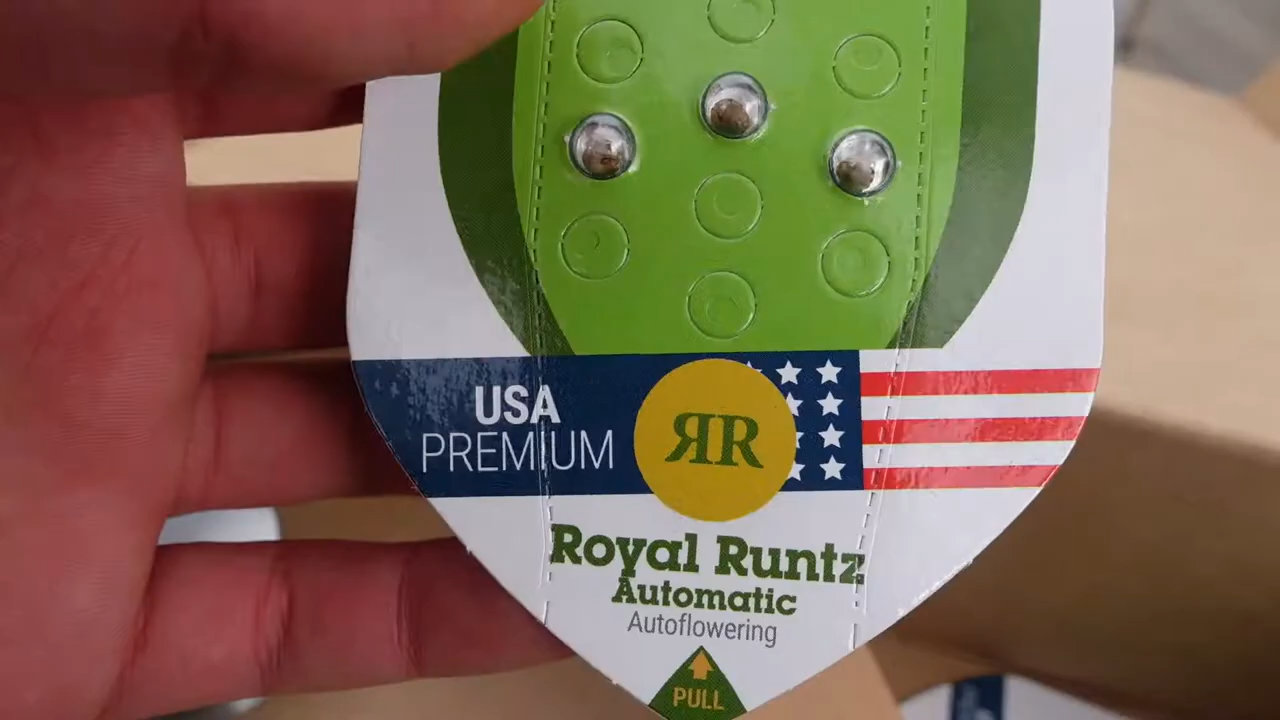 USA
PREMIUM
RR
Royal Runtz
Automatic
Autoflowering
PULL